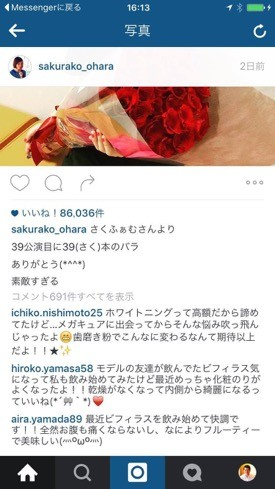 Messengerに戻る 16:13
写真
sakurako_ohara 2日前
いいね！86,036件
sakurako_ohara さくふぁむさんより
39公演目に39(さく)本のバラ
ありがとう(*^^*)
素敵すぎる
コメント691件すべてを表示
ichiko.nishimoto25 ホワイトニングって高額だから諦め
てたけど...メガキュアに出会ってからそんな悩み吹っ飛ん
じゃったよ😁歯磨き粉でこんなに変わるなんて期待以上
だよ！！★✨
hiroko.yamasa58 モデルの友達が飲んでたビフィラス気
になって私も飲み始めてみたけど最近めっちゃ化粧のりが
よくなったよ！！乾燥がなくなって内側から綺麗になるっ
ていいね(*´艸｀*)❤️
aira.yamada89 最近ビフィラスを飲み始めて快調で
す！！全然お腹も痛くならないし、なによりフルーティー
で美味しい(๑´ω`๑)